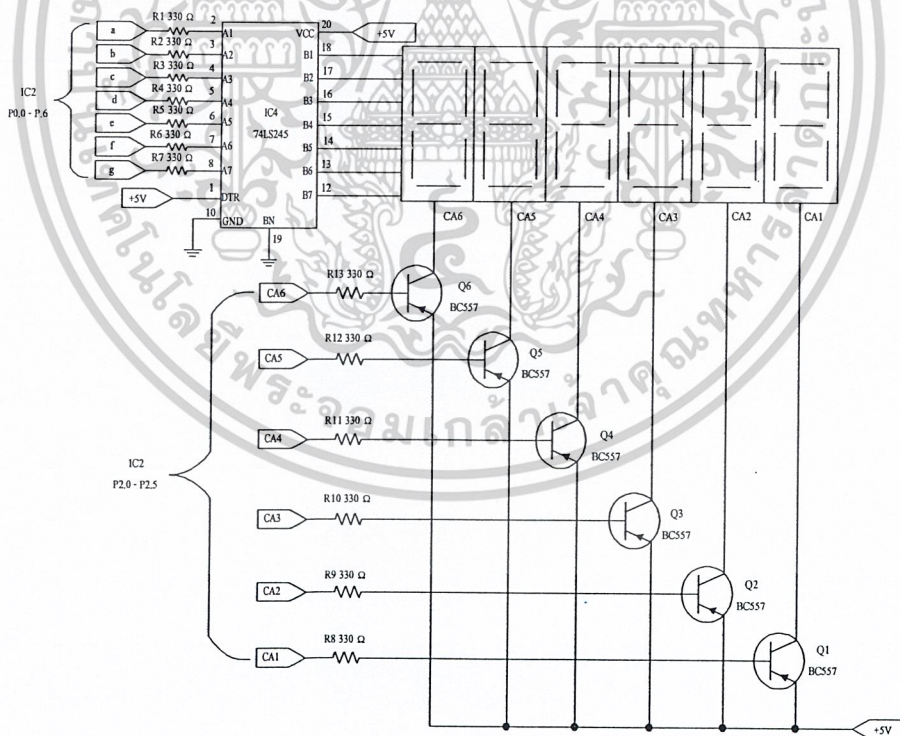 a
R1 330 Ω
2
A1
b
R2 330 Ω
3
A2
c
R3 330 Ω
4
A3
d
R4 330 Ω
5
A4
e
R5 330 Ω
6
A5
f
R6 330 Ω
7
A6
g
R7 330 Ω
8
A7
IC2
P0,0 - P,6
+5V
1
DTR
10
GND
BN
19
IC4
74LS245
VCC
20
+5V
B1
18
B2
17
B3
16
B4
15
B5
14
B6
13
B7
12
CA6
CA5
CA4
CA3
CA2
CA1
CA6
R13 330 Ω
Q6
BC557
CA5
R12 330 Ω
Q5
BC557
CA4
R11 330 Ω
Q4
BC557
IC2
P2,0 - P2,5
CA3
R10 330 Ω
Q3
BC557
CA2
R9 330 Ω
Q2
BC557
CA1
R8 330 Ω
Q1
BC557
+5V